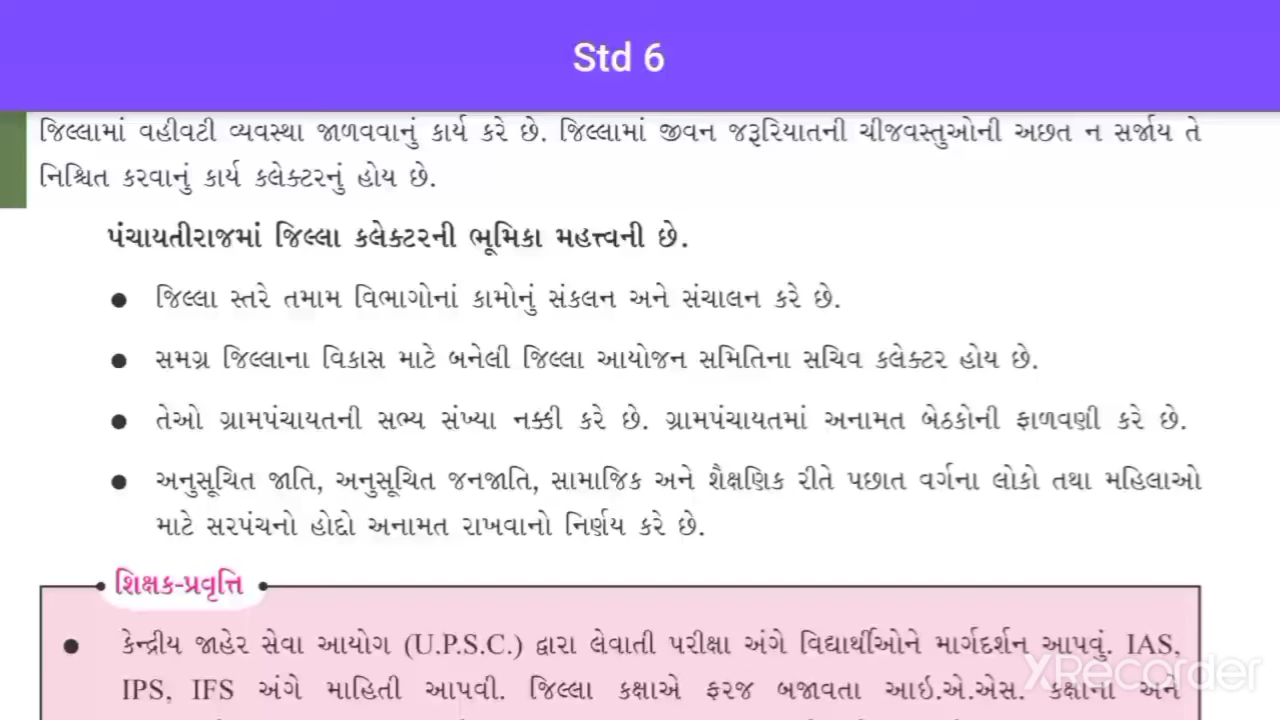 Std 6
જિલ્લામાં વહીવટી વ્યવસ્થા જાળવવાનું કાર્ય કરે છે. જિલ્લામાં જીવન જરૂરિયાતની ચીજવસ્તુઓની અછત ન સર્જાય તે
નિશ્ચિત કરવાનું કાર્ય કલેક્ટરનું હોય છે.
પંચાયતીરાજમાં જિલ્લા કલેક્ટરની ભૂમિકા મહત્ત્વની છે.
● જિલ્લા સ્તરે તમામ વિભાગોનાં કામોનું સંકલન અને સંચાલન કરે છે.
● સમગ્ર જિલ્લાના વિકાસ માટે બનેલી જિલ્લા આયોજન સમિતિના સચિવ કલેક્ટર હોય છે.
● તેઓ ગ્રામપંચાયતની સભ્ય સંખ્યા નક્કી કરે છે. ગ્રામપંચાયતમાં અનામત બેઠકોની ફાળવણી કરે છે.
● અનુસૂચિત જાતિ, અનુસૂચિત જનજાતિ, સામાજિક અને શૈક્ષણિક રીતે પછાત વર્ગના લોકો તથા મહિલાઓ
માટે સરપંચનો હોદ્દો અનામત રાખવાનો નિર્ણય કરે છે.
શિક્ષક-પ્રવૃત્તિ
● કેન્દ્રીય જાહેર સેવા આયોગ (U.P.S.C.) દ્વારા લેવાતી પરીક્ષા અંગે વિદ્યાર્થીઓને માર્ગદર્શન આપવું. IAS,
IPS, IFS અંગે માહિતી આપવી. જિલ્લા કક્ષાએ ફરજ બજાવતા આઇ.એ.એસ. કક્ષાના અને
XRecorder